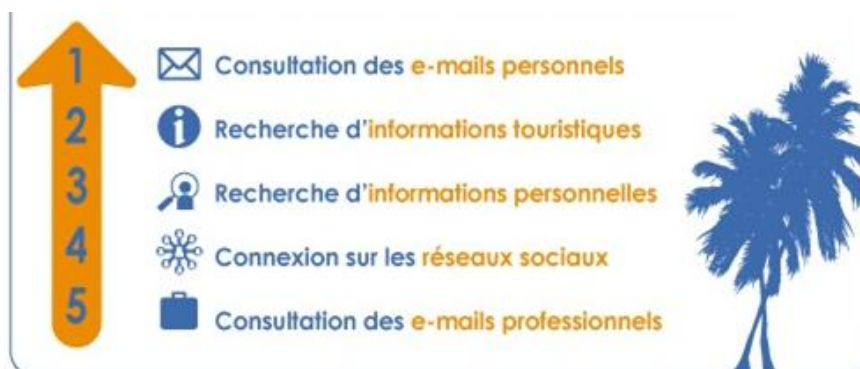 1 Consultation des e-mails personnels
2 Recherche d'informations touristiques
3 Recherche d'informations personnelles
4 Connexion sur les réseaux sociaux
5 Consultation des e-mails professionnels